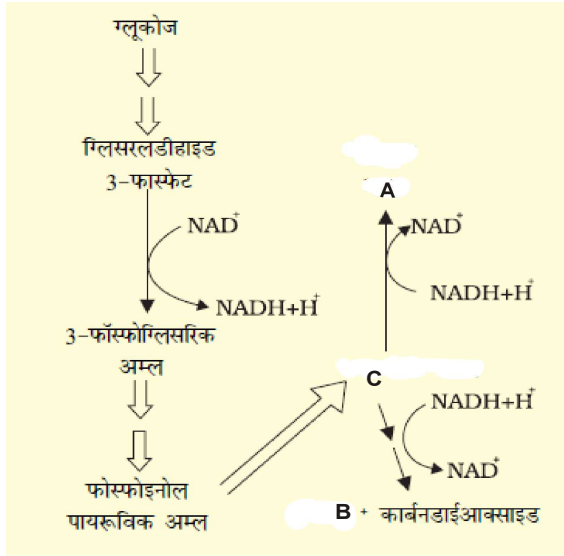 ग्लूकोज
ग्लिसरलडीहाइड
3-फास्फेट
NAD⁺
NADH+H⁺
3-फॉस्फोग्लिसरिक
अम्ल
फोस्फोइनोल
पायरूविक अम्ल
A
NAD⁺
NADH+H⁺
C
NADH+H⁺
NAD⁺
B + कार्बनडाईआक्साइड